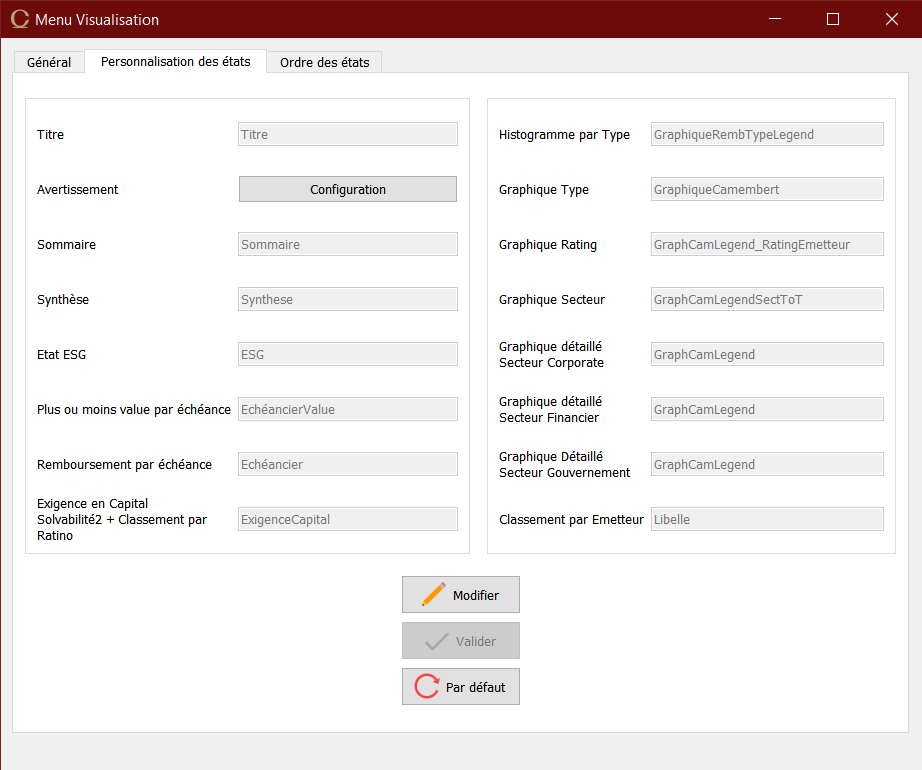 Menu Visualisation
Général
Personnalisation des états
Ordre des états
Titre
Titre
Avertissement
Configuration
Sommaire
Sommaire
Synthèse
Synthese
Etat ESG
ESG
Plus ou moins value par échéance
EchéancierValue
Remboursement par échéance
Echéancier
Exigence en Capital
Solvabilité2 + Classement par
Ratino
ExigenceCapital
Histogramme par Type
GraphiqueRembTypeLegend
Graphique Type
GraphiqueCamembert
Graphique Rating
GraphCamLegend_RatingEmetteur
Graphique Secteur
GraphCamLegendSectToT
Graphique détaillé
Secteur Corporate
GraphCamLegend
Graphique détaillé
Secteur Financier
GraphCamLegend
Graphique Détaillé
Secteur Gouvernement
GraphCamLegend
Classement par Emetteur
Libelle
Modifier
Valider
Par défaut